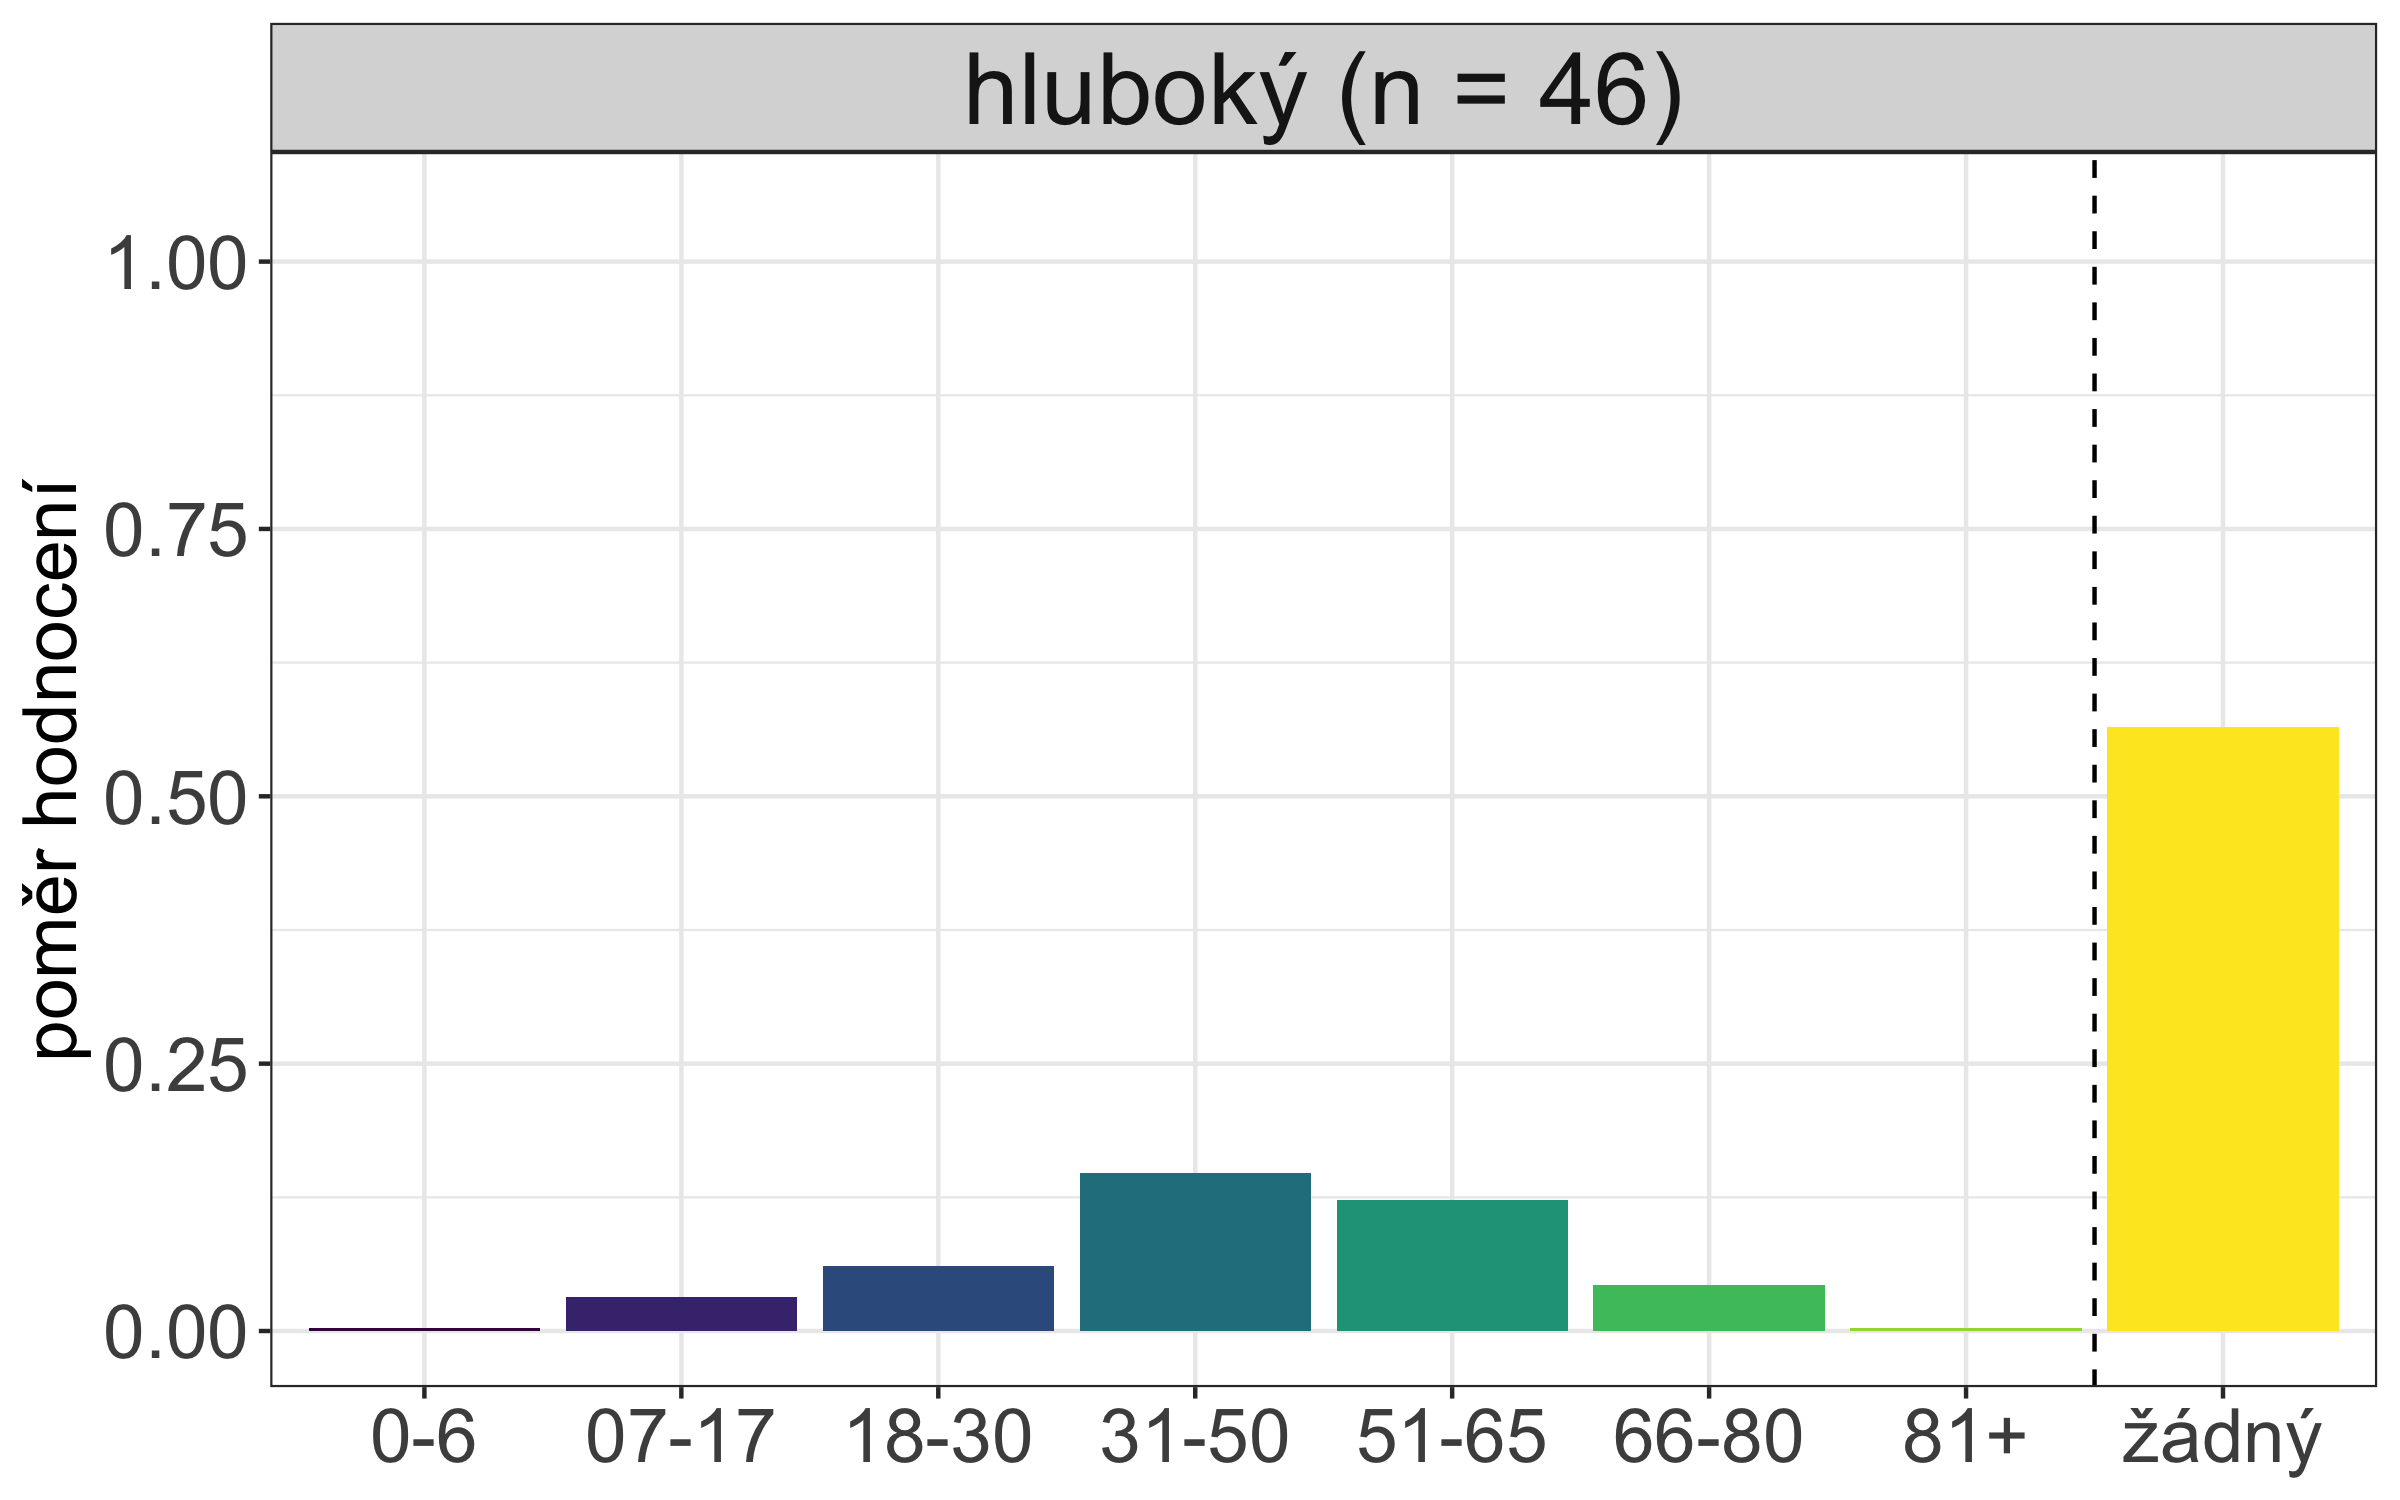 hluboký (n = 46)
poměr hodnocení
1.00
0.75
0.50
0.25
0.00
0-6 07-17 18-30 31-50 51-65 66-80 81+ žádný